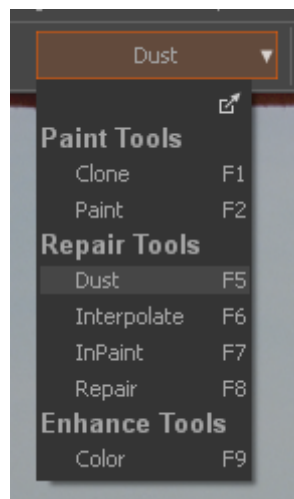 Dust
Paint Tools
Clone F1
Paint F2
Repair Tools
Dust F5
Interpolate F6
InPaint F7
Repair F8
Enhance Tools
Color F9